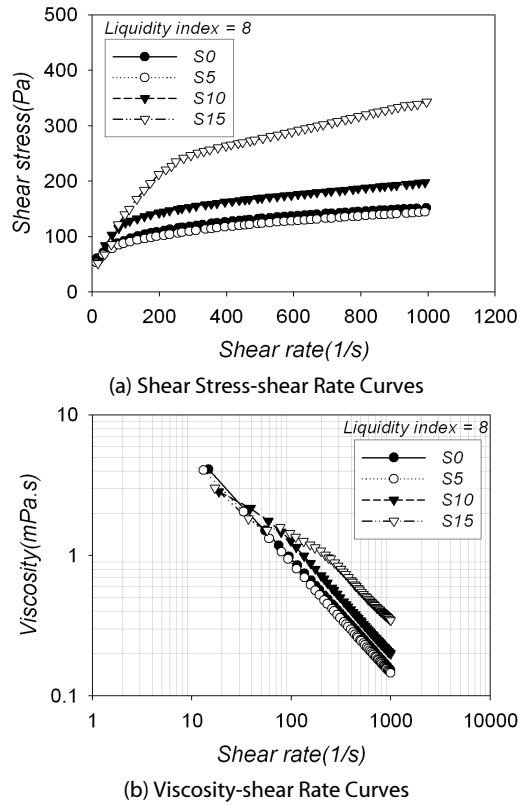 500
400
300
200
100
0
Shear stress(Pa)
Liquidity index = 8
S0
S5
S10
S15
0 200 400 600 800 1000 1200
Shear rate(1/s)
(a) Shear Stress-shear Rate Curves
10
1
0.1
Viscosity(mPa.s)
Liquidity index = 8
S0
S5
S10
S15
1 10 100 1000 10000
Shear rate(1/s)
(b) Viscosity-shear Rate Curves